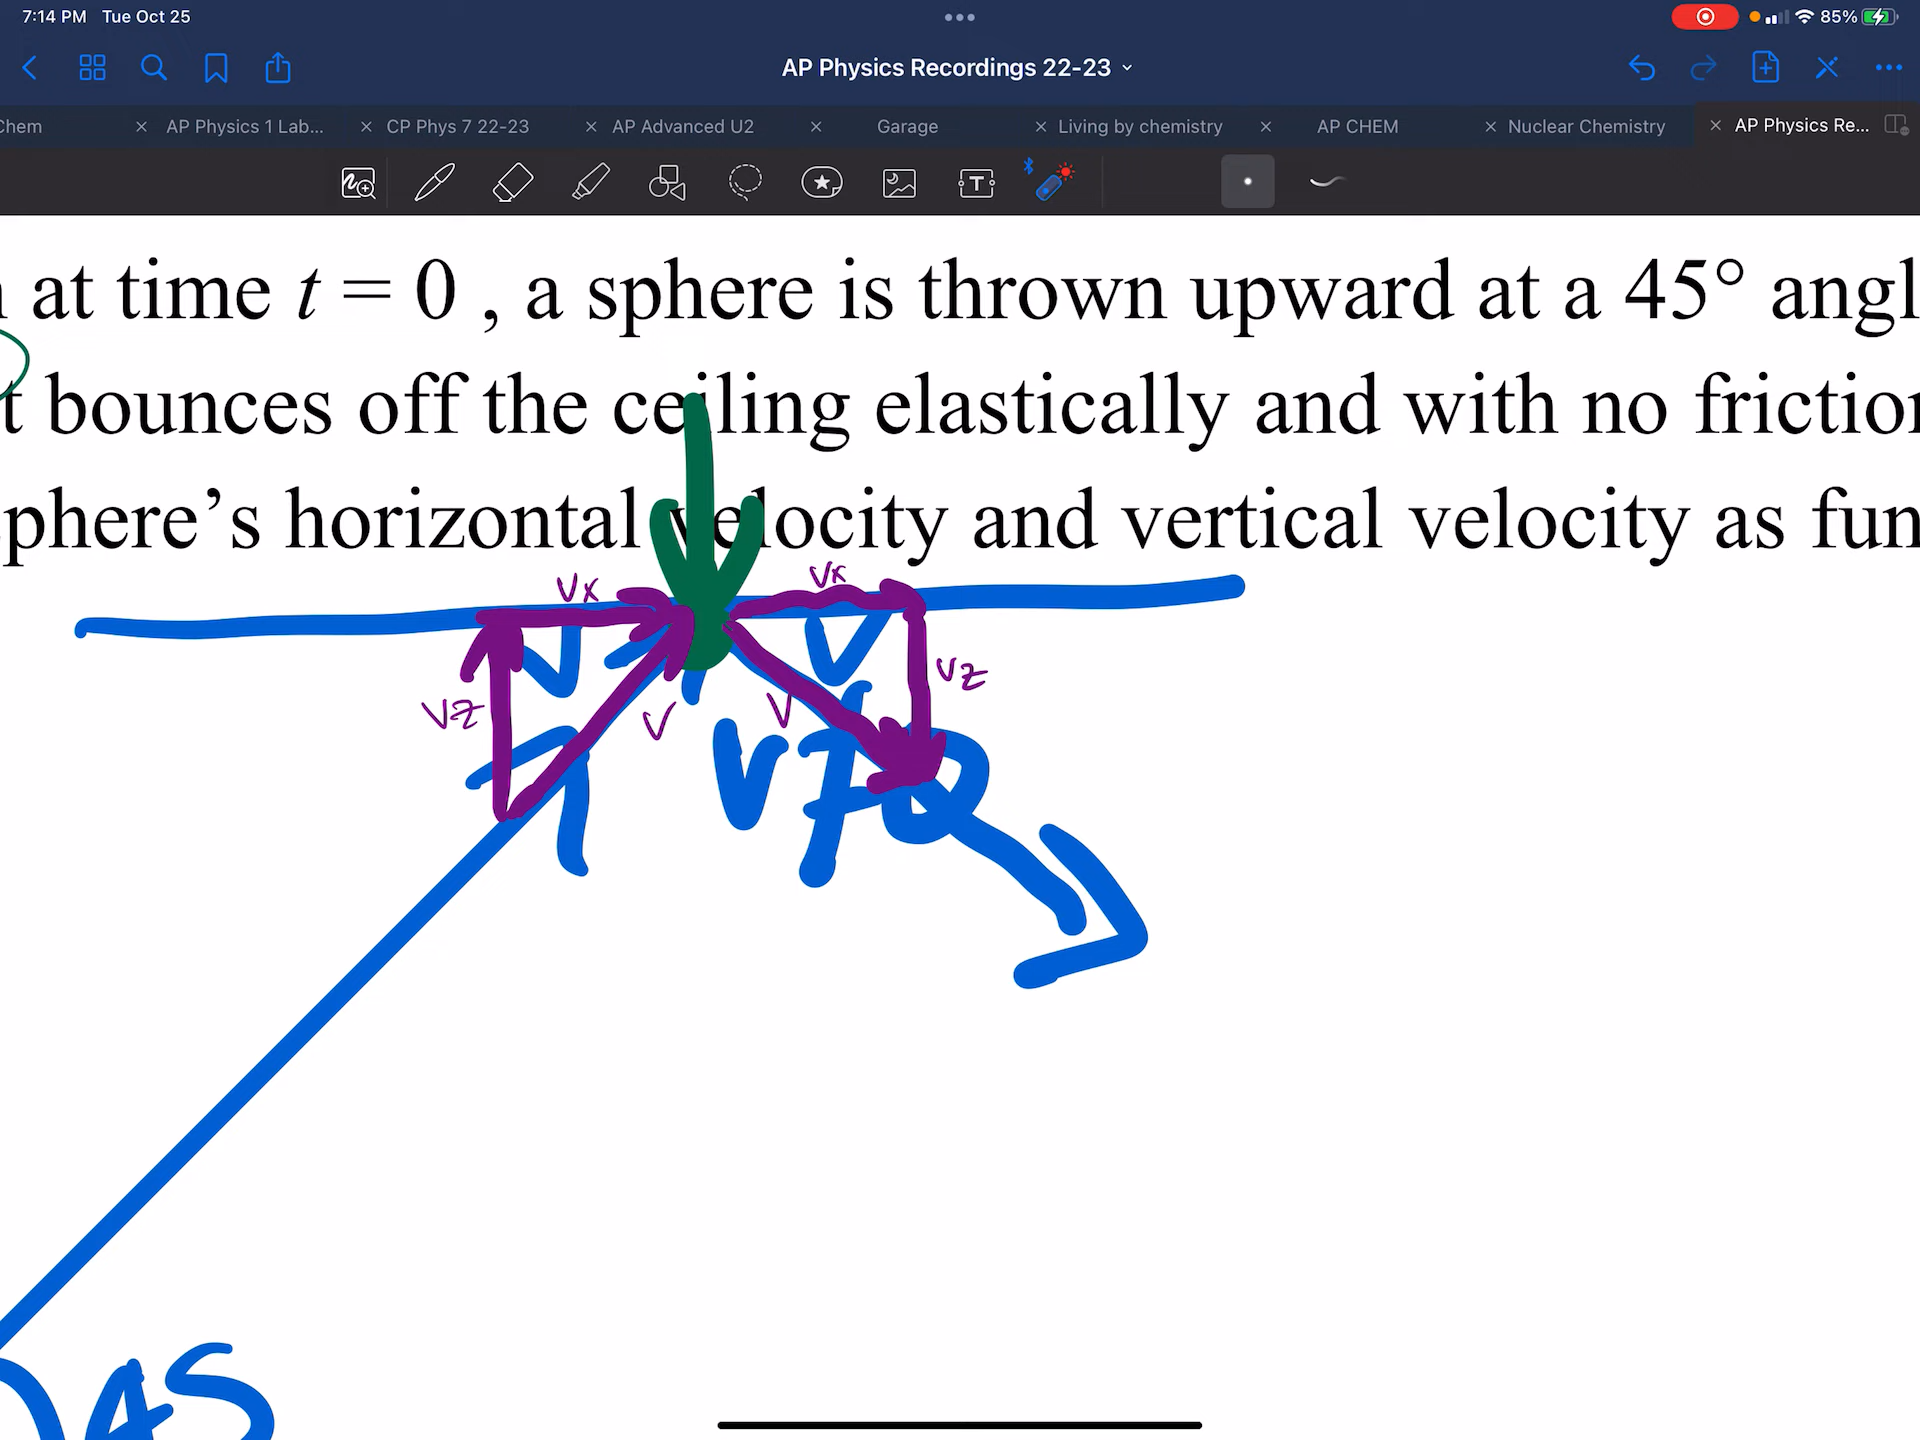 7:14 PM Tue Oct 25
85%
AP Physics Recordings 22-23
Chem
AP Physics 1 Lab...
CP Phys 7 22-23
AP Advanced U2
Garage
Living by chemistry
AP CHEM
Nuclear Chemistry
AP Physics Re...
at time t = 0 , a sphere is thrown upward at a 45° angl
t bounces off the ceiling elastically and with no friction
phere's horizontal velocity and vertical velocity as fun
Vx Vx
Vz
Vz V V
45